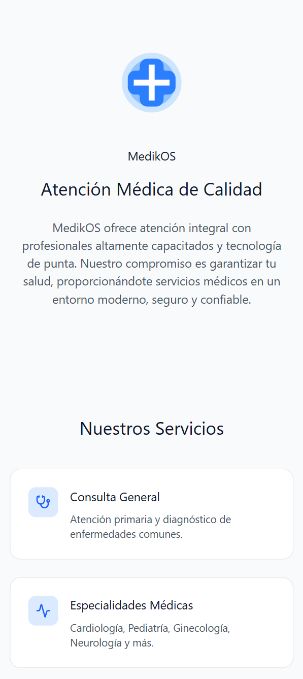 MedikOS
Atención Médica de Calidad
MedikOS ofrece atención integral con
profesionales altamente capacitados y tecnología
de punta. Nuestro compromiso es garantizar tu
salud, proporcionándote servicios médicos en un
entorno moderno, seguro y confiable.
Nuestros Servicios
Consulta General
Atención primaria y diagnóstico de
enfermedades comunes.
Especialidades Médicas
Cardiología, Pediatría, Ginecología,
Neurología y más.